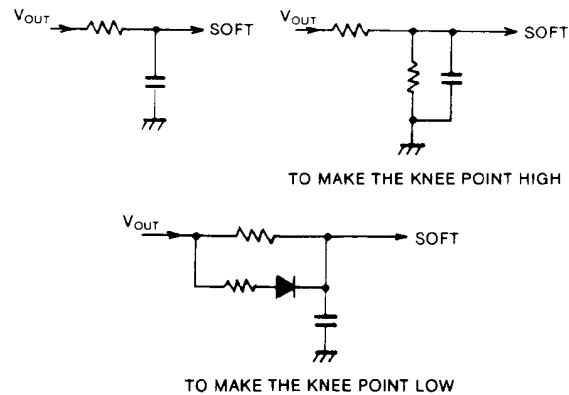 VOUT SOFT
VOUT SOFT
TO MAKE THE KNEE POINT HIGH
VOUT SOFT
TO MAKE THE KNEE POINT LOW